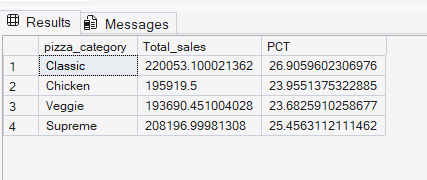 Results Messages
pizza_category Total_sales PCT
1 Classic 220053.100021362 26.9059602306976
2 Chicken 195919.5 23.9551375322885
3 Veggie 193690.451004028 23.6825910258677
4 Supreme 208196.99981308 25.4563112111462